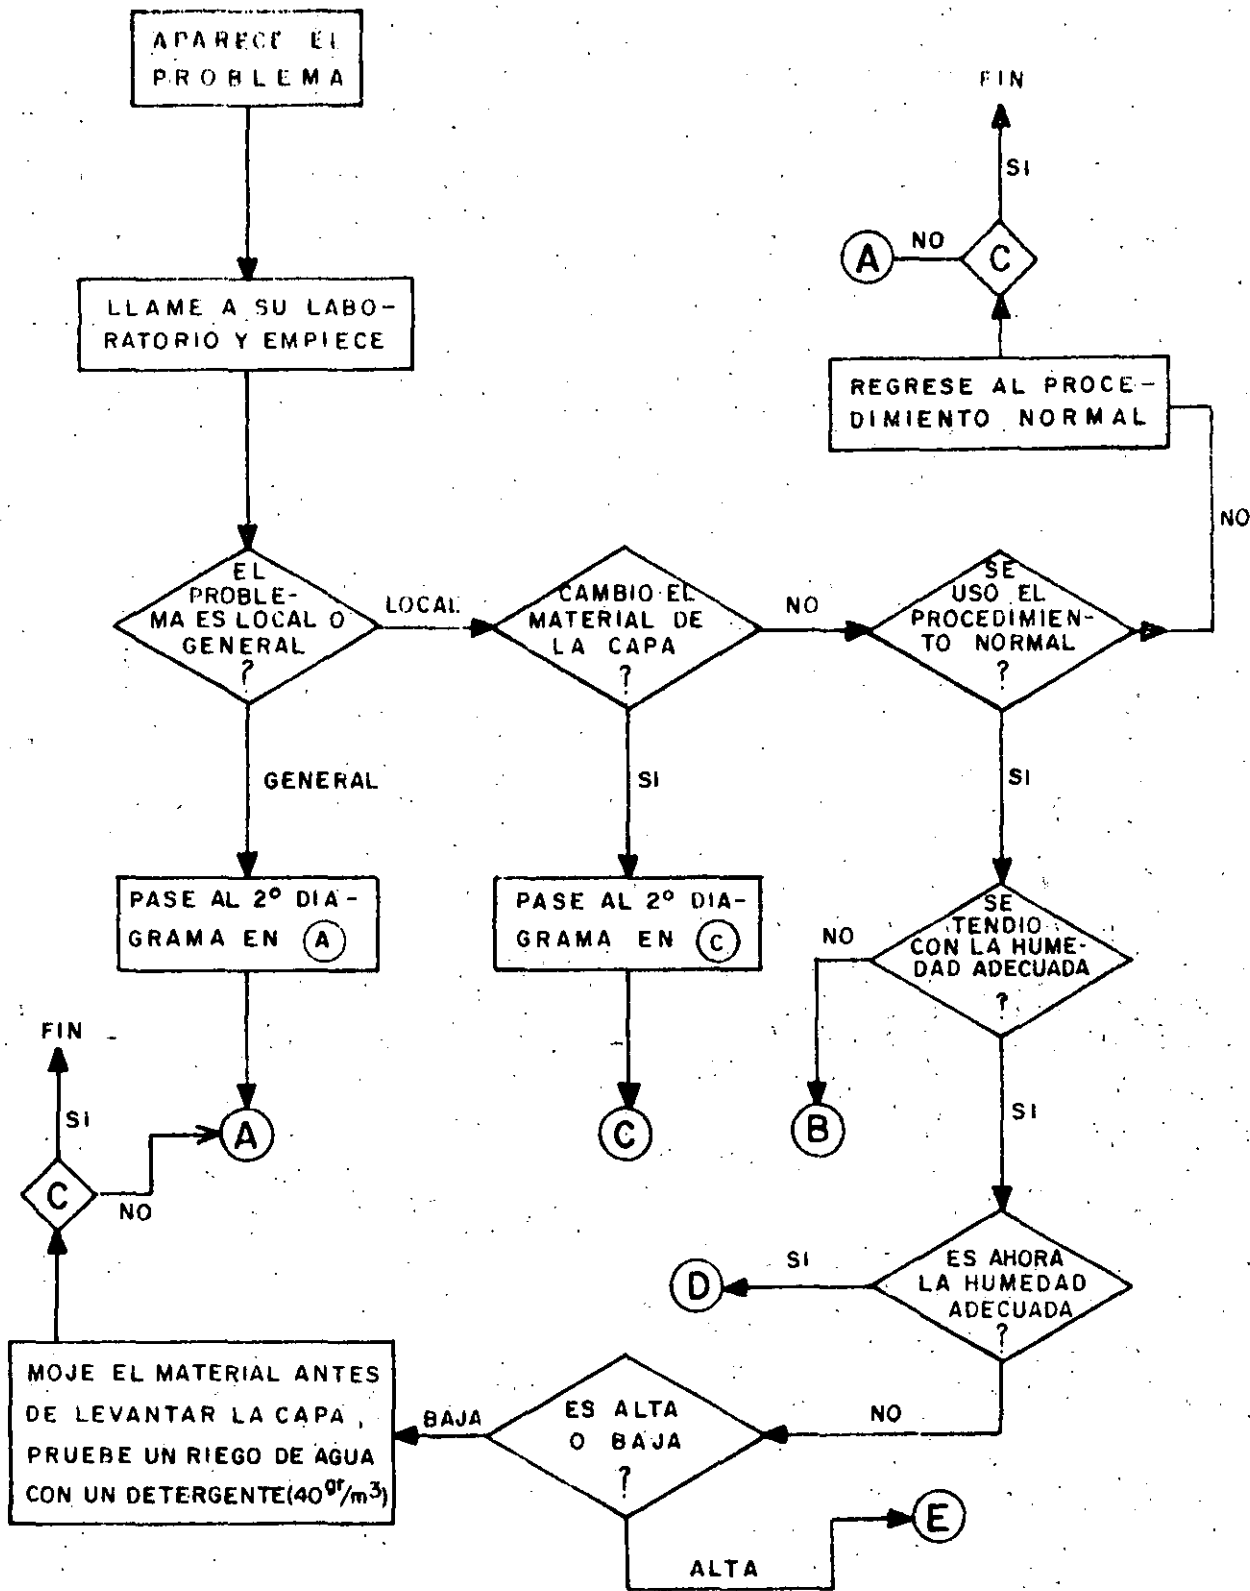 APARECE EL
PROBLEMA
FIN
SI
A
NO
C
LLAME A SU LABO-
RATORIO Y EMPIECE
REGRESE AL PROCE-
DIMIENTO NORMAL
NO
EL
PROBLE-
MA ES LOCAL O
GENERAL
?
LOCAL
CAMBIO EL
MATERIAL DE
LA CAPA
?
NO
SE
USO EL
PROCEDIMIEN-
TO NORMAL
?
GENERAL
SI
SI
PASE AL 2º DIA-
GRAMA EN A
PASE AL 2º DIA-
GRAMA EN C
NO
SE
TENDIO
CON LA HUME-
DAD ADECUADA
?
FIN
SI
C
NO
A
C
B
SI
D
SI
ES AHORA
LA HUMEDAD
ADECUADA
?
MOJE EL MATERIAL ANTES
DE LEVANTAR LA CAPA,
PRUEBE UN RIEGO DE AGUA
CON UN DETERGENTE(40gr/m³)
BAJA
ES ALTA
O BAJA
?
NO
ALTA
E